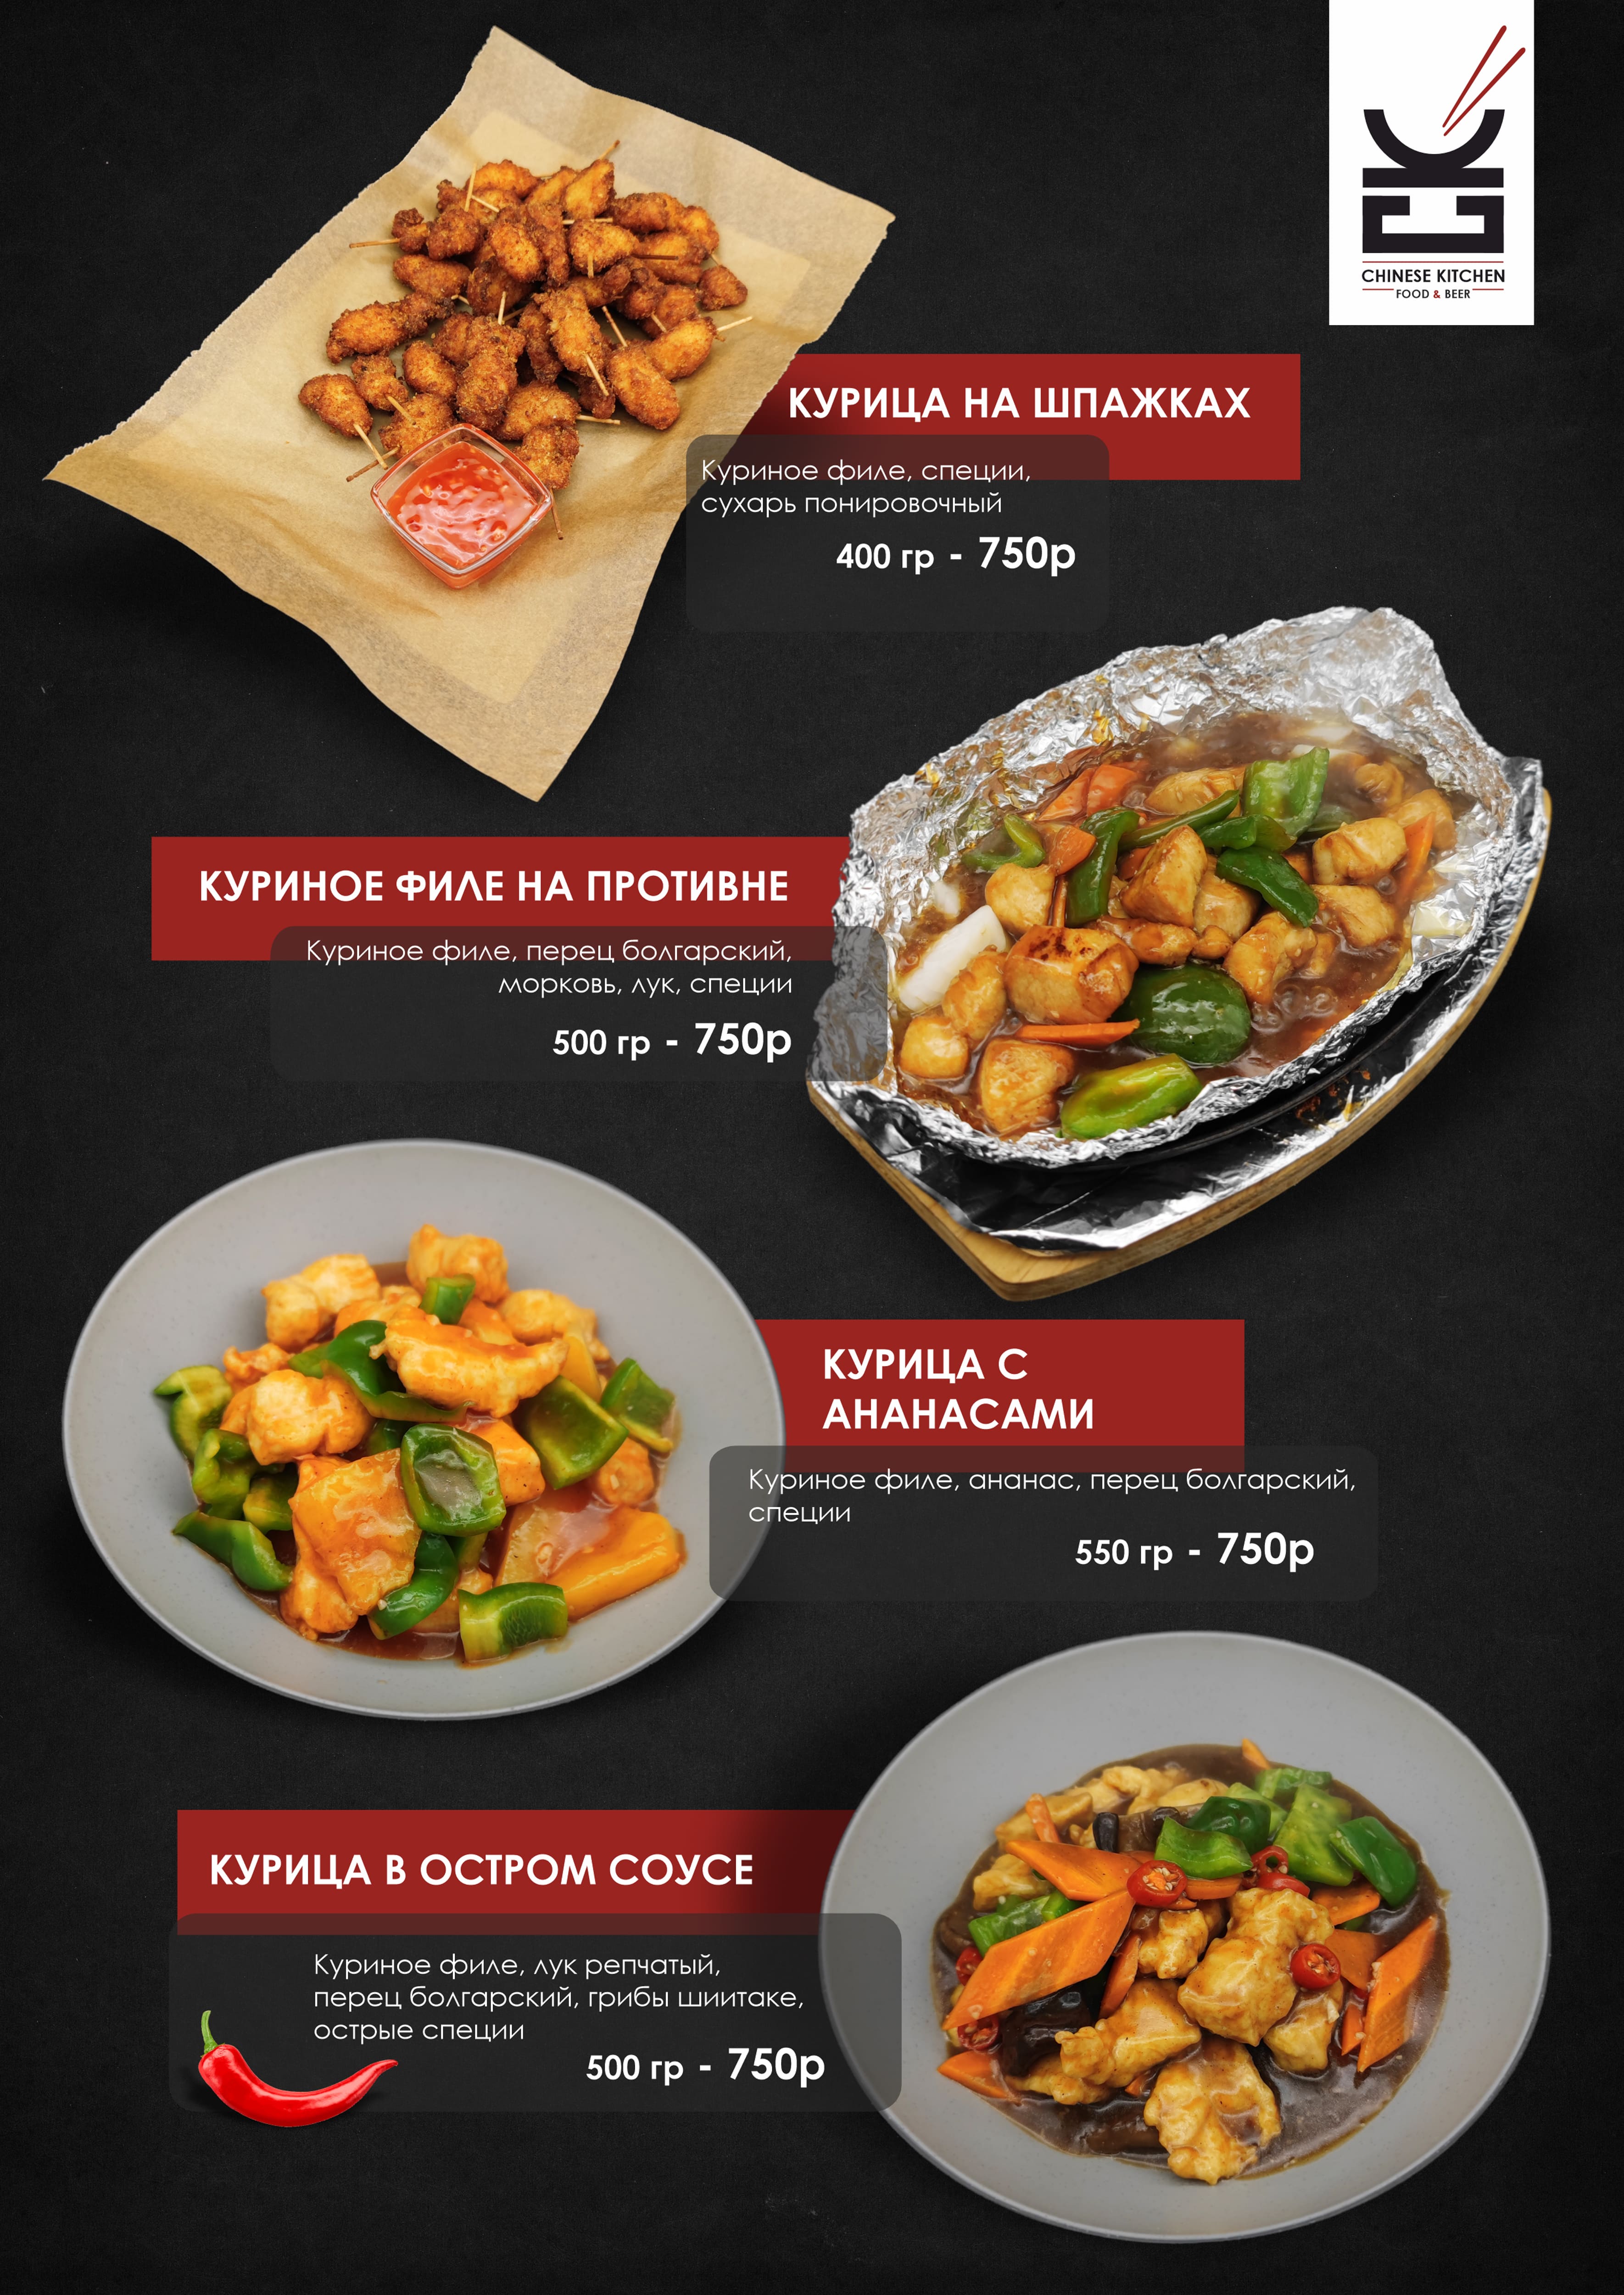 CHINESE KITCHEN
FOOD & BEER
КУРИЦА НА ШПАЖКАХ
Куриное филе, специи,
сухарь понировочный
400 гр - 750р
КУРИНОЕ ФИЛЕ НА ПРОТИВНЕ
Куриное филе, перец болгарский,
морковь, лук, специи
500 гр - 750р
КУРИЦА С
АНАНАСАМИ
Куриное филе, ананас, перец болгарский,
специи
550 гр - 750р
КУРИЦА В ОСТРОМ СОУСЕ
Куриное филе, лук репчатый,
перец болгарский, грибы шиитаке,
острые специи
500 гр - 750р